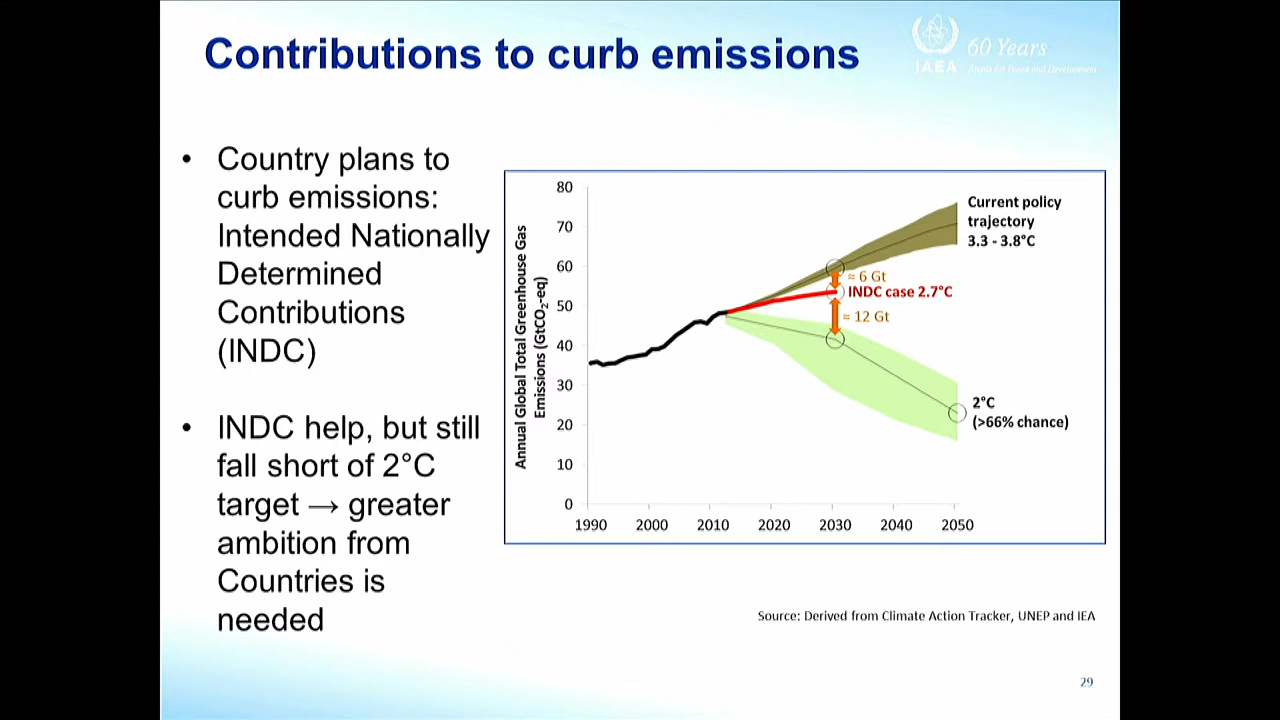 Contributions to curb emissions
60 Years
IAEA
Atoms for Peace and Development
• Country plans to
curb emissions:
Intended Nationally
Determined
Contributions
(INDC)
• INDC help, but still
fall short of 2°C
target → greater
ambition from
Countries is
needed
Annual Global Total Greenhouse Gas
Emissions (GtCO₂-eq)
80
70
60
50
40
30
20
10
0
1990 2000 2010 2020 2030 2040 2050
Current policy
trajectory
3.3 - 3.8°C
≈ 6 Gt
INDC case 2.7°C
≈ 12 Gt
2°C
(>66% chance)
Source: Derived from Climate Action Tracker, UNEP and IEA
29